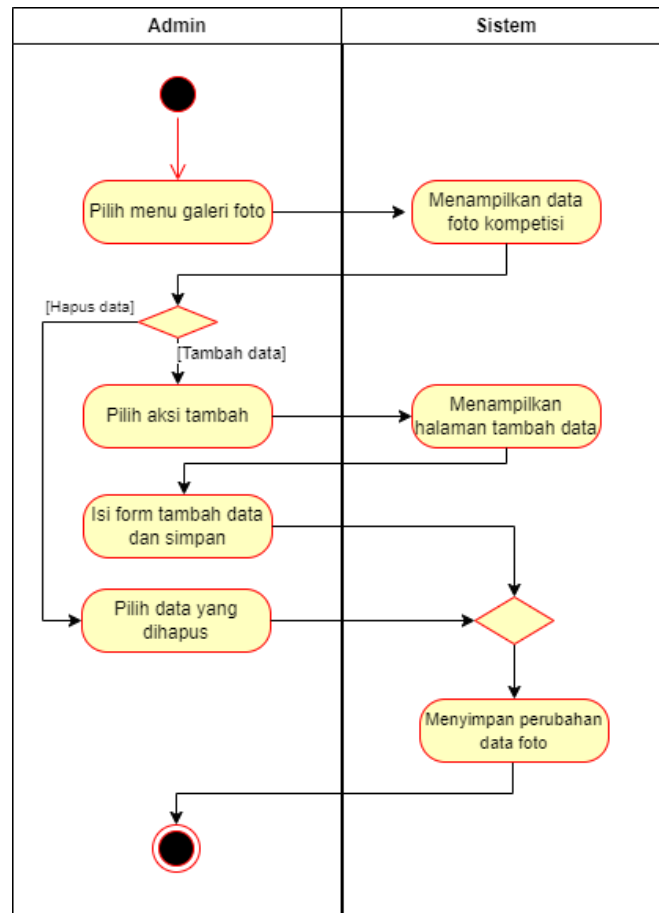 Admin
Sistem
Pilih menu galeri foto
Menampilkan data
foto kompetisi
[Hapus data]
[Tambah data]
Pilih aksi tambah
Menampilkan
halaman tambah data
Isi form tambah data
dan simpan
Pilih data yang
dihapus
Menyimpan perubahan
data foto